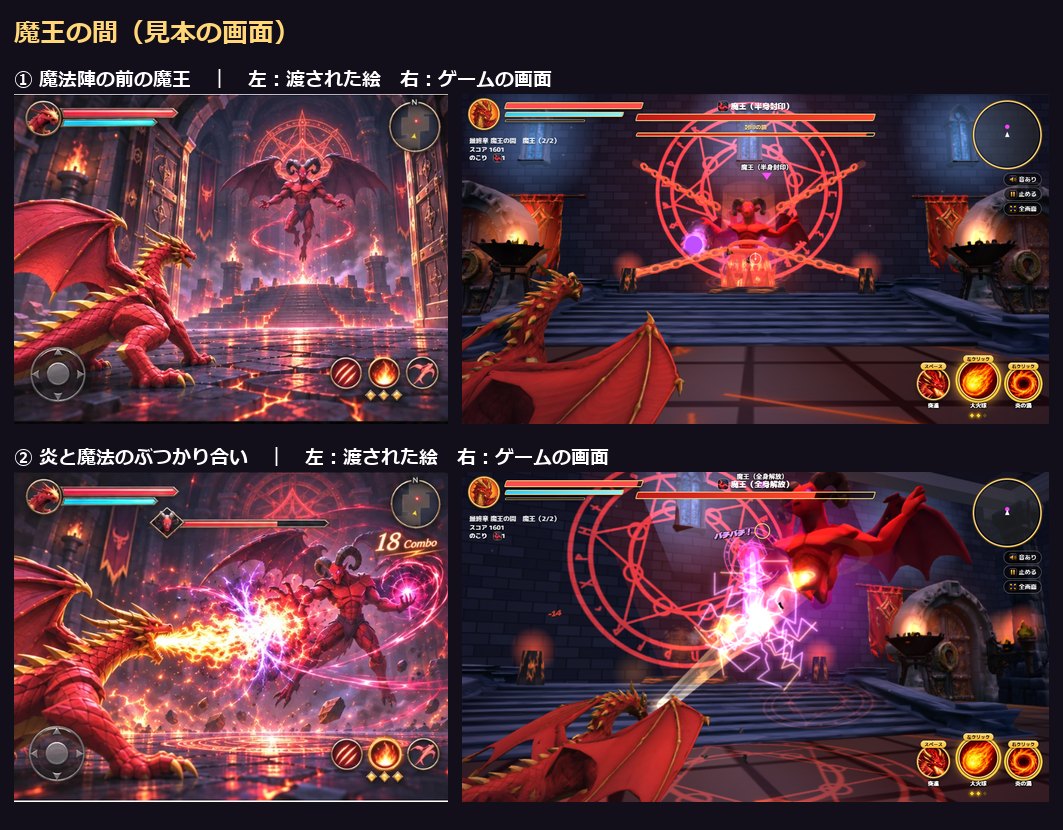 魔王の間（見本の画面）
① 魔法陣の前の魔王 ｜ 左：渡された絵 右：ゲームの画面
N
魔王（半身封印）
封印の鎖
最終章 魔王の間 魔王（2/2）
スコア 1601
のこり 1
魔王（半身封印）
音あり
止める
全画面
スペース
左クリック
右クリック
突進
大火球
炎の渦
② 炎と魔法のぶつかり合い ｜ 左：渡された絵 右：ゲームの画面
N
18 Combo
魔王（全身解放）
魔王（全身解放）
最終章 魔王の間 魔王（2/2）
スコア 1601
のこり 1
バチバチ！
音あり
止める
全画面
-14
スペース
左クリック
右クリック
突進
大火球
炎の渦